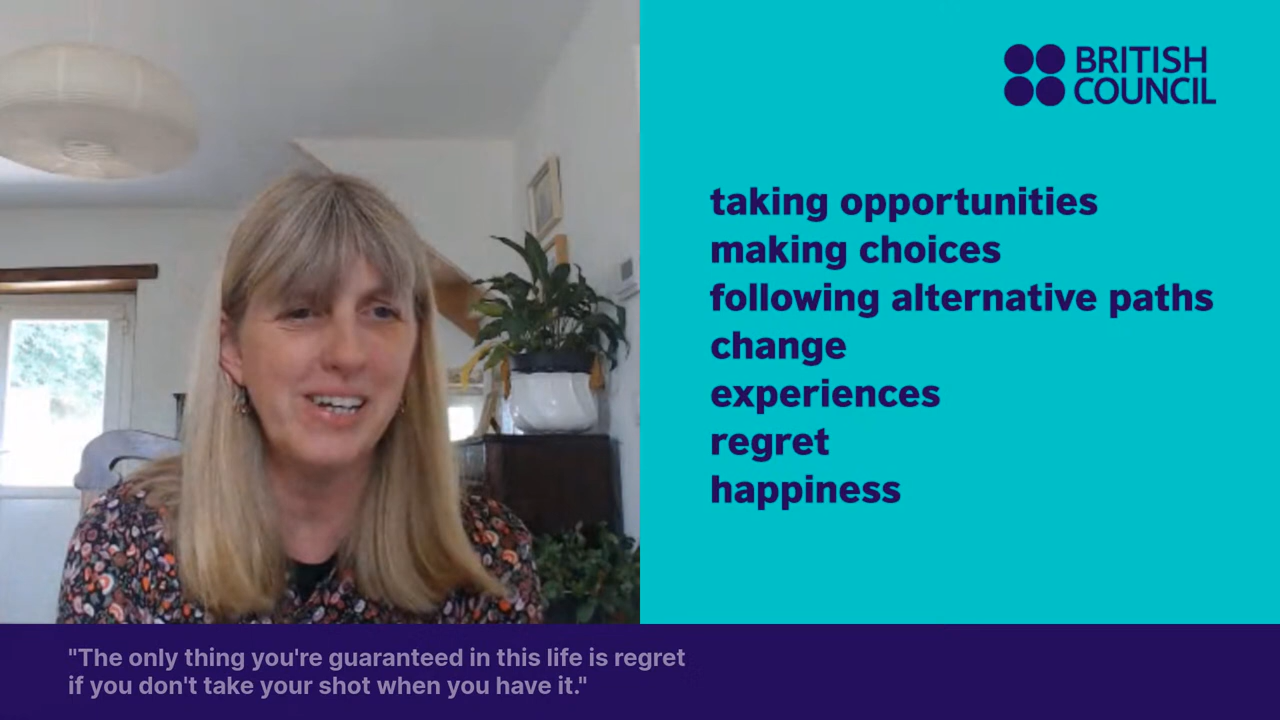 BRITISH
COUNCIL
taking opportunities
making choices
following alternative paths
change
experiences
regret
happiness
"The only thing you're guaranteed in this life is regret
if you don't take your shot when you have it."